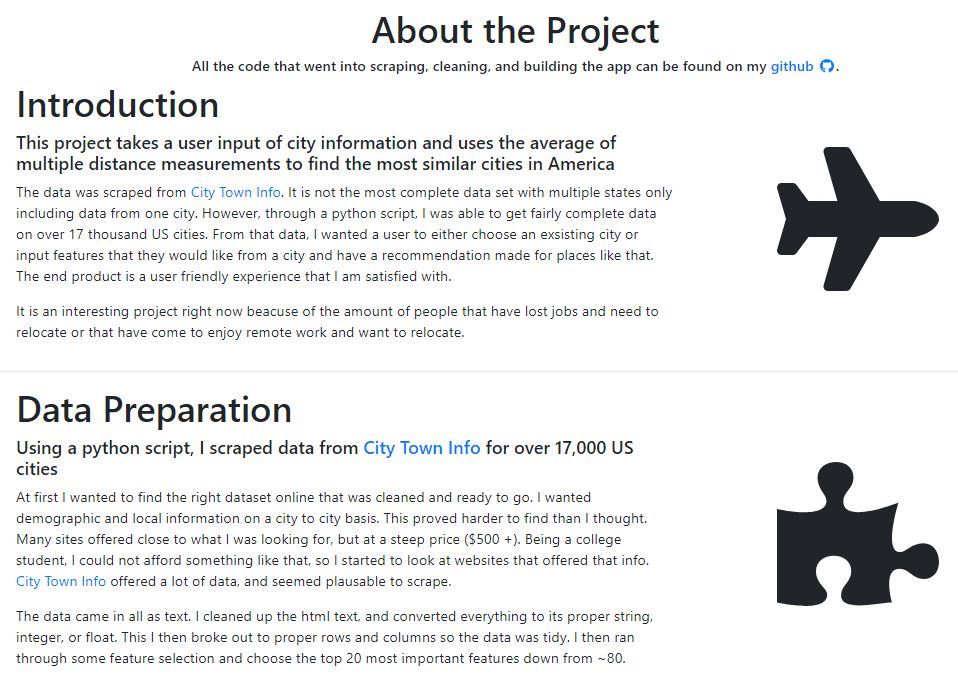 About the Project
All the code that went into scraping, cleaning, and building the app can be found on my github .
Introduction
This project takes a user input of city information and uses the average of
multiple distance measurements to find the most similar cities in America
The data was scraped from City Town Info. It is not the most complete data set with multiple states only
including data from one city. However, through a python script, I was able to get fairly complete data
on over 17 thousand US cities. From that data, I wanted a user to either choose an exsisting city or
input features that they would like from a city and have a recommendation made for places like that.
The end product is a user friendly experience that I am satisfied with.
It is an interesting project right now beacuse of the amount of people that have lost jobs and need to
relocate or that have come to enjoy remote work and want to relocate.
Data Preparation
Using a python script, I scraped data from City Town Info for over 17,000 US
cities
At first I wanted to find the right dataset online that was cleaned and ready to go. I wanted
demographic and local information on a city to city basis. This proved harder to find than I thought.
Many sites offered close to what I was looking for, but at a steep price ($500 +). Being a college
student, I could not afford something like that, so I started to look at websites that offered that info.
City Town Info offered a lot of data, and seemed plausable to scrape.
The data came in all as text. I cleaned up the html text, and converted everything to its proper string,
integer, or float. This I then broke out to proper rows and columns so the data was tidy. I then ran
through some feature selection and choose the top 20 most important features down from ~80.